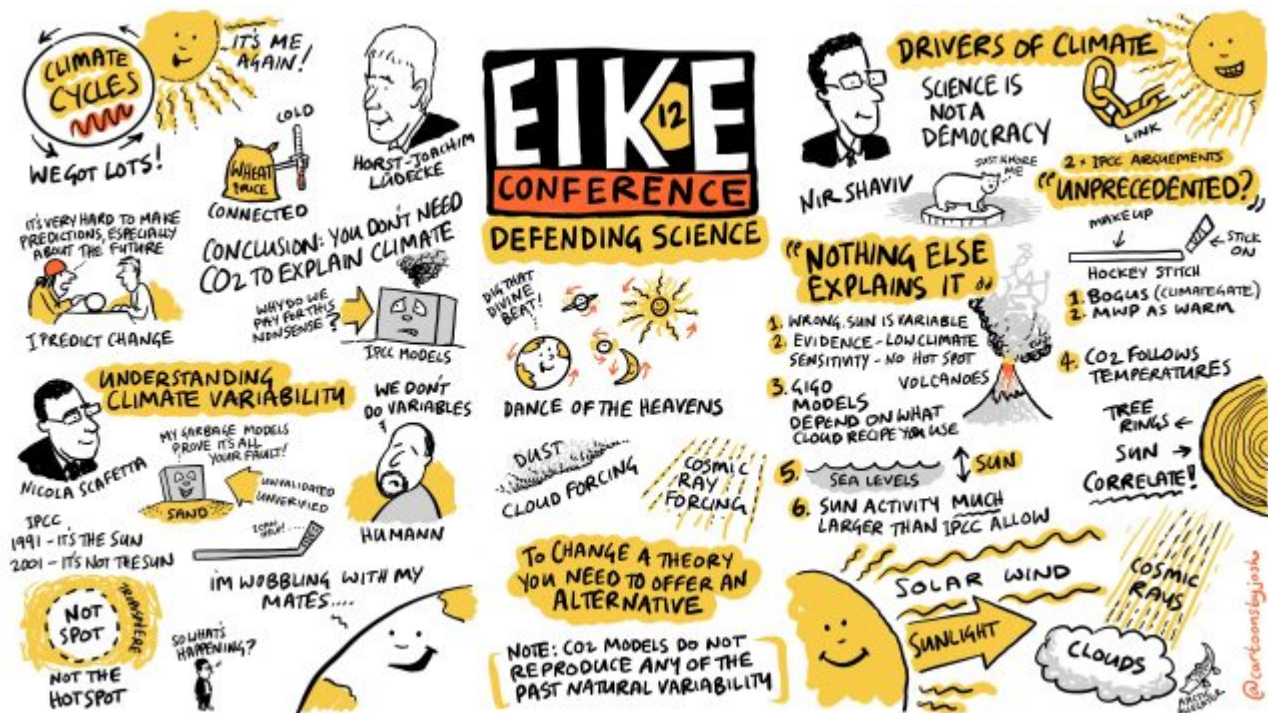 CLIMATE
CYCLES
IT'S ME
AGAIN!
WE GOT LOTS!
COLD
WHEAT
PRICE
CONNECTED
HORST-JOACHIM
LÜDECKE
IT'S VERY HARD TO MAKE
PREDICTIONS, ESPECIALLY
ABOUT THE FUTURE
I PREDICT CHANGE
CONCLUSION: YOU DON'T NEED
CO2 TO EXPLAIN CLIMATE
WHY DO WE
PAY FOR THIS
NONSENSE?
IPCC MODELS
UNDERSTANDING
CLIMATE VARIABILITY
NICOLA SCAFETTA
MY GARBAGE MODELS
PROVE IT'S ALL
YOUR FAULT!
SAND
UNVALIDATED
UNVERIFIED
WE DON'T
DO VARIABLES
HUMANN
IPCC
1991 - IT'S THE SUN
2001 - IT'S NOT THE SUN
NOT
SPOT
NOT THE
HOTSPOT
I'M WOBBLING WITH MY
MATES....
SO WHAT'S
HAPPENING?
EIKE
12
CONFERENCE
DEFENDING SCIENCE
DIG THAT
DIVINE
BEAT!
DANCE OF THE HEAVENS
DUST
CLOUD FORCING
COSMIC
RAY
FORCING
TO CHANGE A THEORY
YOU NEED TO OFFER AN
ALTERNATIVE
NOTE: CO2 MODELS DO NOT
REPRODUCE ANY OF THE
PAST NATURAL VARIABILITY
NIR SHAVIV
DRIVERS OF CLIMATE
SCIENCE IS
NOT A
DEMOCRACY
JUST IGNORE
ME
LINK
2 x IPCC ARGUEMENTS
"UNPRECEDENTED?"
MAKEUP
STICK
ON
HOCKEY STITCH
1. BOGUS (CLIMATEGATE)
2. MWP AS WARM
"NOTHING ELSE
EXPLAINS IT"
1. WRONG. SUN IS VARIABLE
2. EVIDENCE - LOW CLIMATE
SENSITIVITY - NO HOT SPOT
VOLCANOES
3. GIGO
MODELS
DEPEND ON WHAT
CLOUD RECIPE YOU USE
4. CO2 FOLLOWS
TEMPERATURES
TREE
RINGS
SUN
CORRELATE!
5.
SEA LEVELS
SUN
6. SUN ACTIVITY MUCH
LARGER THAN IPCC ALLOW
SOLAR WIND
SUNLIGHT
COSMIC
RAYS
CLOUDS
@cartoonsbyjosh